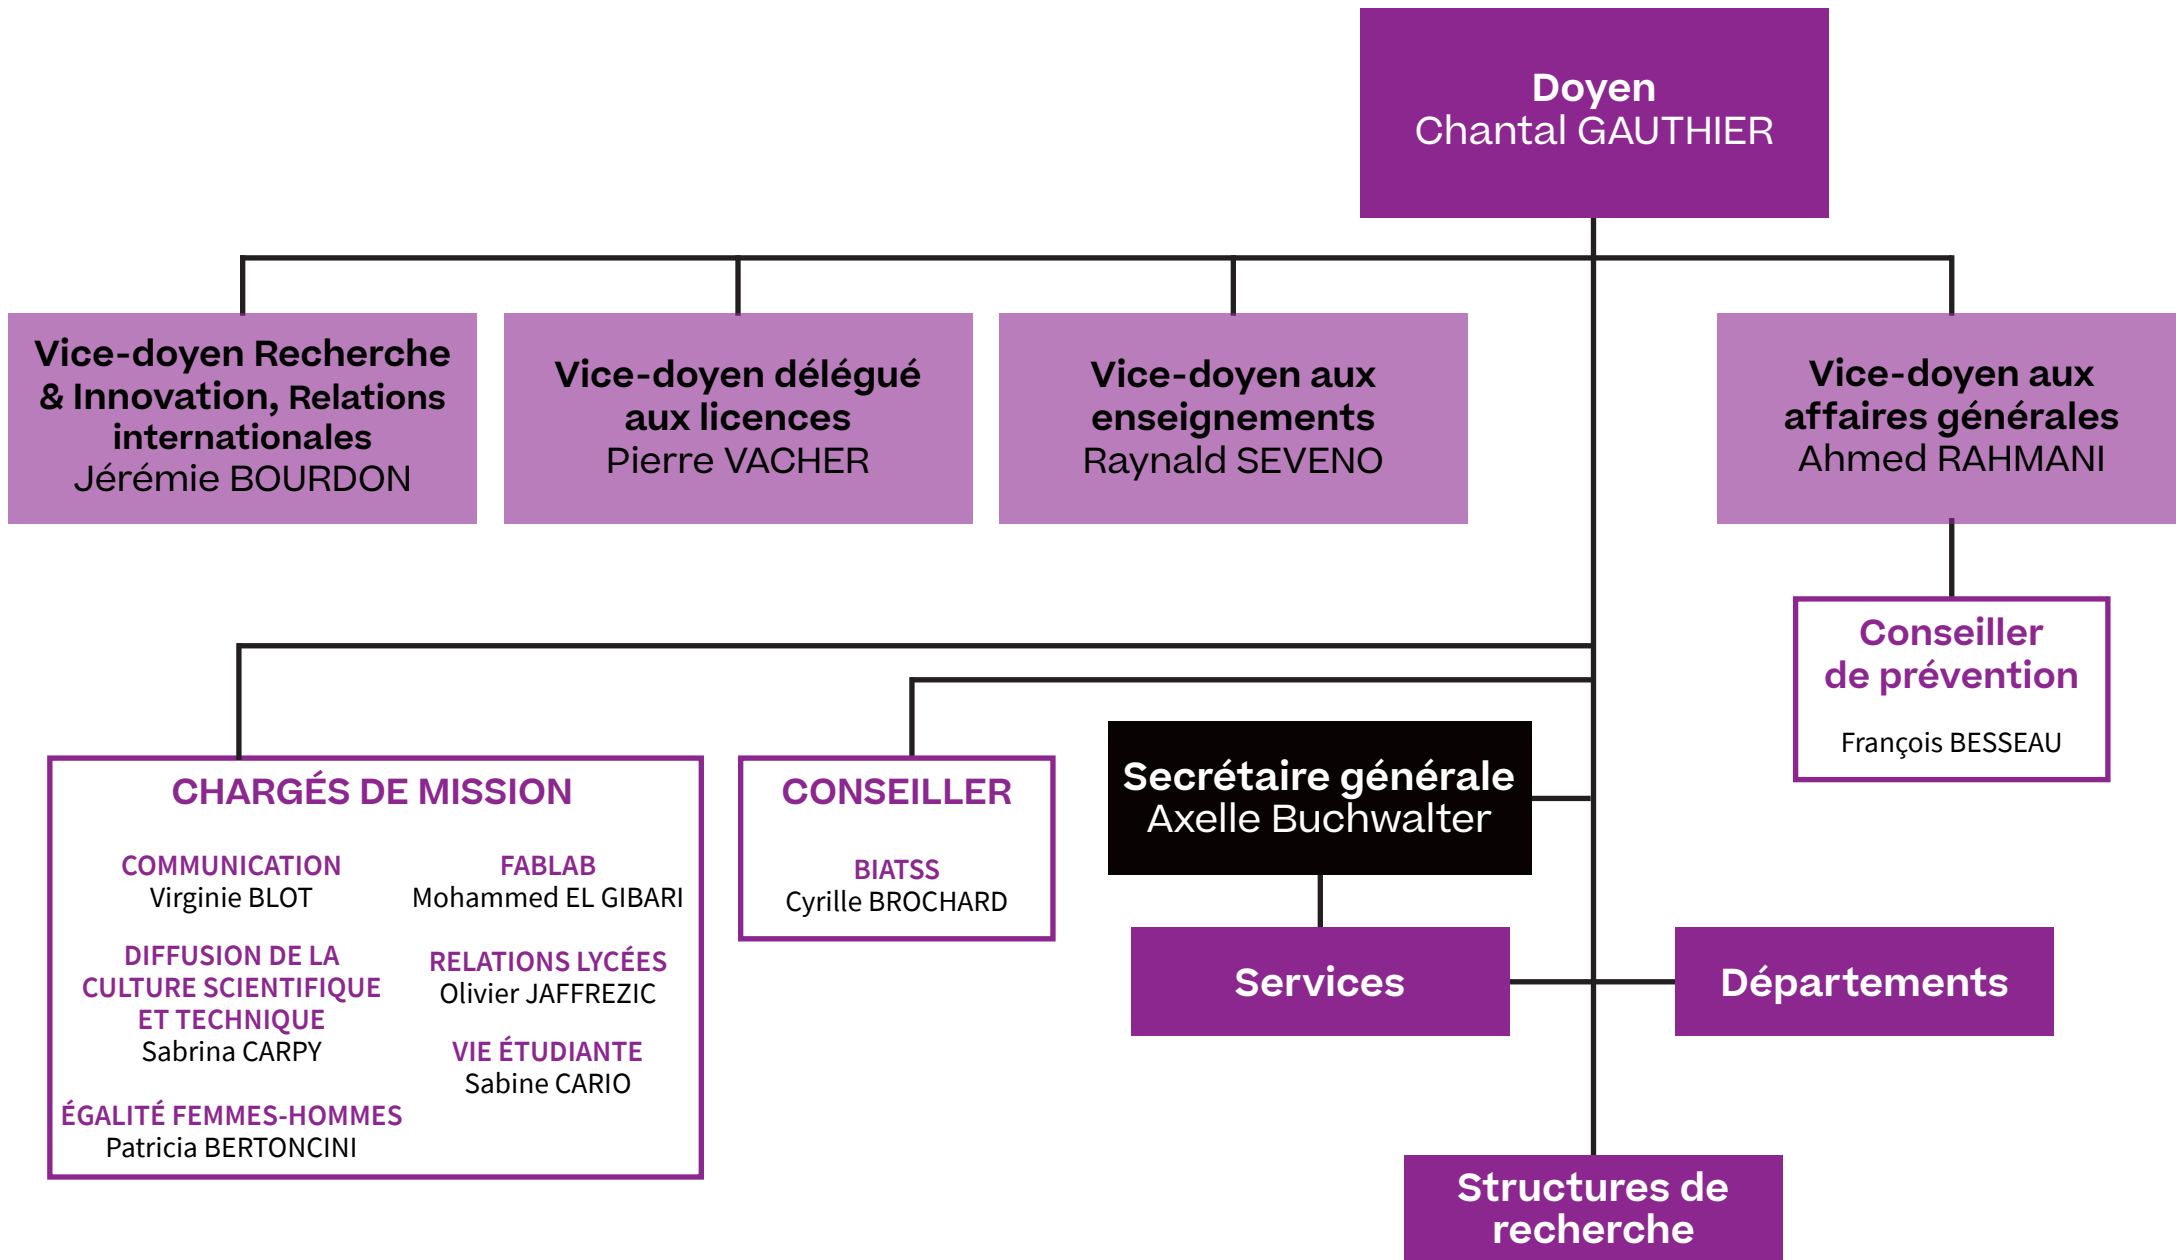 Doyen
Chantal GAUTHIER
Vice-doyen Recherche
& Innovation, Relations
internationales
Jérémie BOURDON
Vice-doyen délégué
aux licences
Pierre VACHER
Vice-doyen aux
enseignements
Raynald SEVENO
Vice-doyen aux
affaires générales
Ahmed RAHMANI
Conseiller
de prévention
François BESSEAU
CHARGÉS DE MISSION
COMMUNICATION
Virginie BLOT
DIFFUSION DE LA
CULTURE SCIENTIFIQUE
ET TECHNIQUE
Sabrina CARPY
ÉGALITÉ FEMMES-HOMMES
Patricia BERTONCINI
FABLAB
Mohammed EL GIBARI
RELATIONS LYCÉES
Olivier JAFFREZIC
VIE ÉTUDIANTE
Sabine CARIO
CONSEILLER
BIATSS
Cyrille BROCHARD
Secrétaire générale
Axelle Buchwalter
Services
Départements
Structures de
recherche